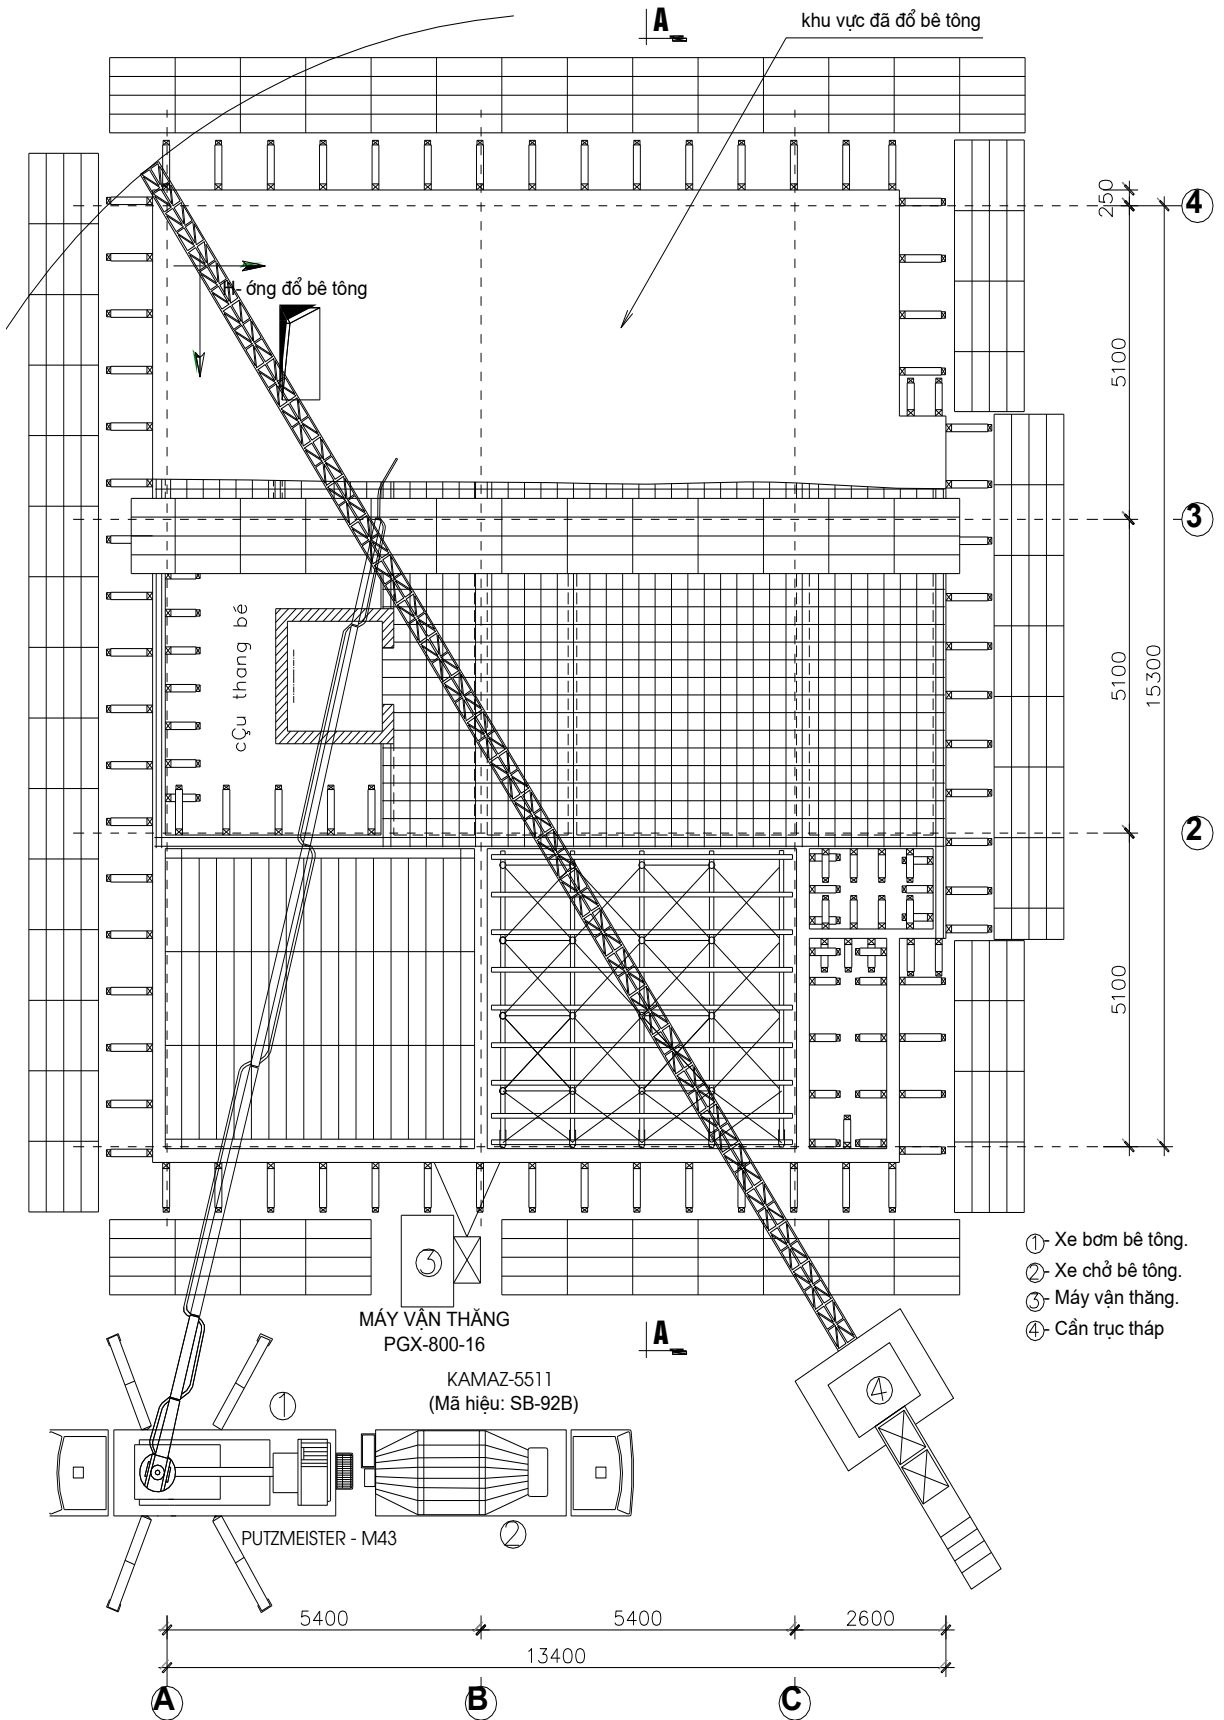 A
khu vực đã đổ bê tông
4
250
H- ớng đổ bê tông
5100
3
cÇu thang bé
5100
15300
2
5100
1 - Xe bơm bê tông.
2 - Xe chở bê tông.
3 - Máy vận thăng.
4 - Cần trục tháp
3
MÁY VẬN THĂNG
PGX-800-16
A
KAMAZ-5511
(Mã hiệu: SB-92B)
4
1
2
PUTZMEISTER - M43
5400
5400
2600
13400
A
B
C